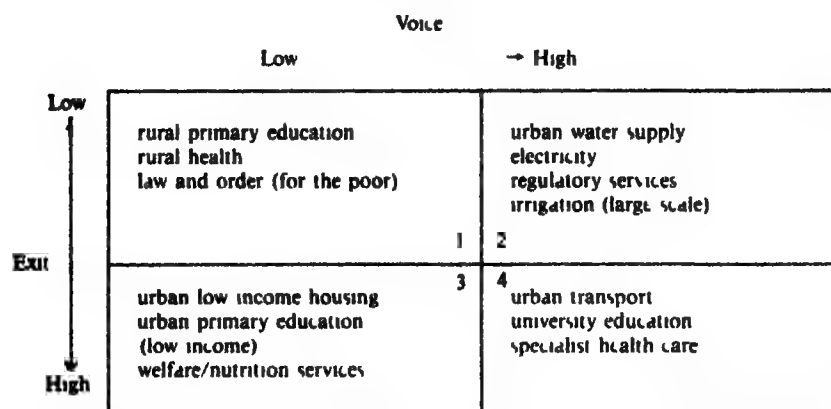 Voice
Low → High
Low
rural primary education
rural health
law and order (for the poor)
1
urban water supply
electricity
regulatory services
irrigation (large scale)
2
Exit
3
urban low income housing
urban primary education
(low income)
welfare/nutrition services
4
urban transport
university education
specialist health care
High